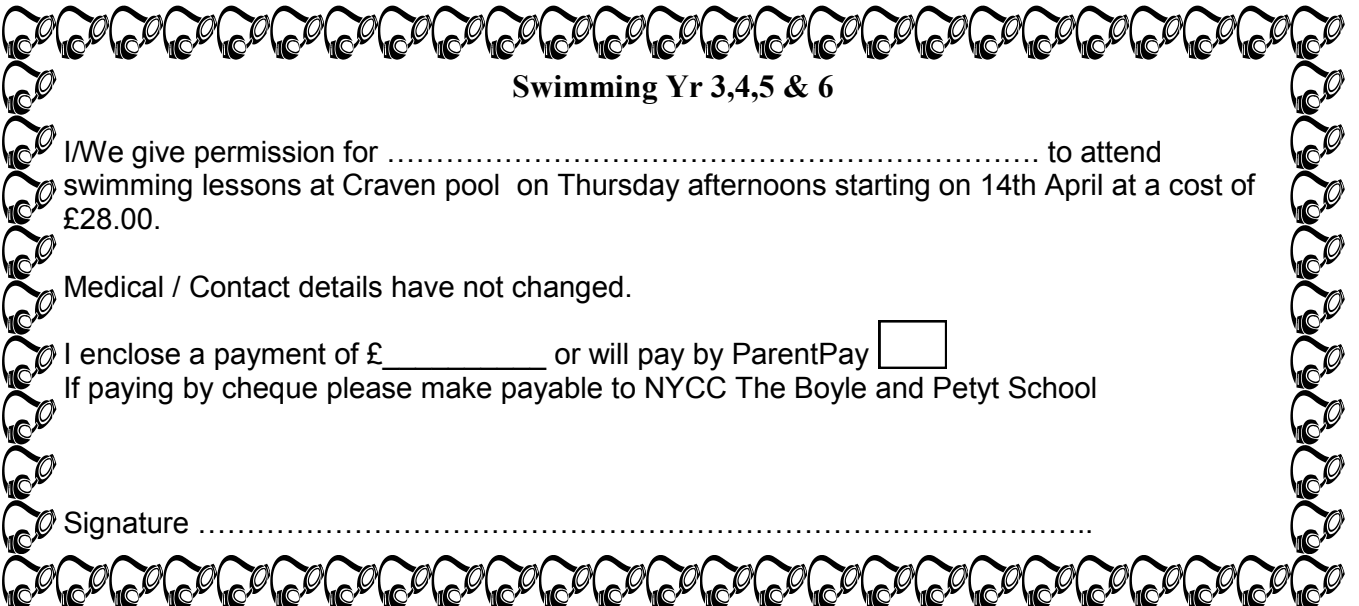 Swimming Yr 3,4,5 & 6
I/We give permission for …………………………………………………………. to attend
swimming lessons at Craven pool  on Thursday afternoons starting on 14th April at a cost of
£28.00.
Medical / Contact details have not changed.
I enclose a payment of £__________ or will pay by ParentPay
If paying by cheque please make payable to NYCC The Boyle and Petyt School
Signature ………………………………………………………………………………..